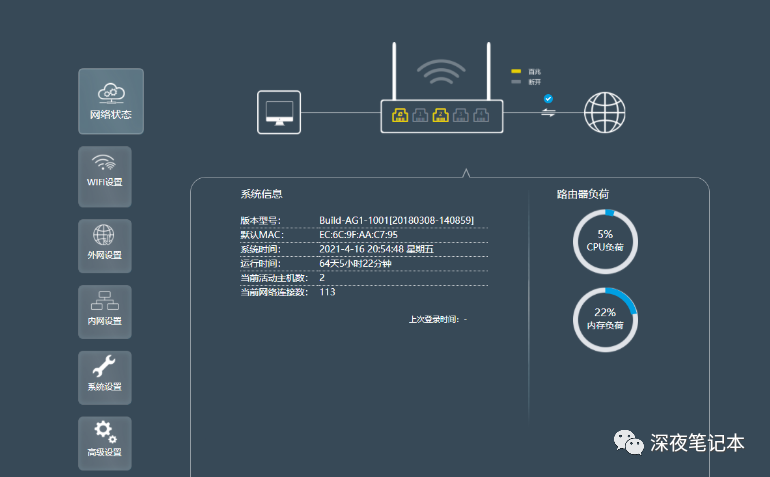 百兆
断开
网络状态
WIFI设置
外网设置
内网设置
系统设置
高级设置
系统信息
版本型号： Build-AG1-1001[20180308-140859]
默认MAC： EC:6C:9F:AA:C7:95
系统时间： 2021-4-16 20:54:48 星期五
运行时间： 64天5小时22分钟
当前活动主机数： 2
当前网络连接数： 113
上次登录时间：-
路由器负荷
5%
CPU负荷
22%
内存负荷
深夜笔记本